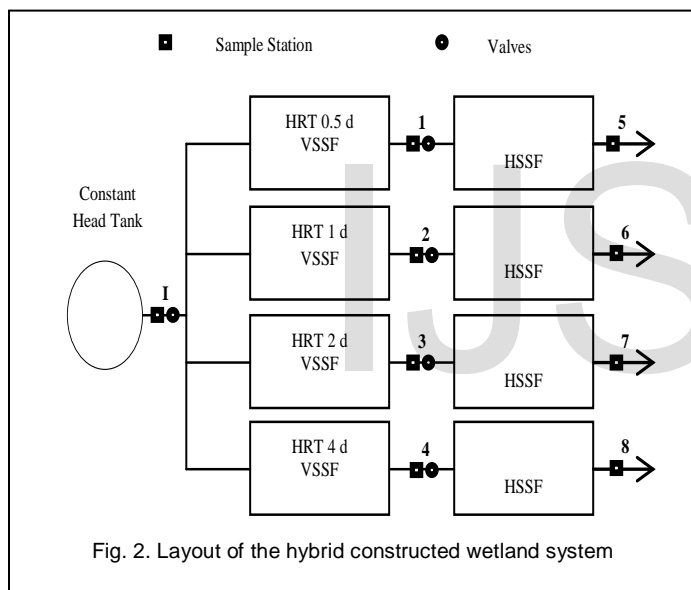 Sample Station
Valves
HRT 0.5 d
VSSF
1
HSSF
5
Constant
Head Tank
HRT 1 d
VSSF
2
HSSF
6
I
HRT 2 d
VSSF
3
HSSF
7
HRT 4 d
VSSF
4
HSSF
8
IJS
Fig. 2. Layout of the hybrid constructed wetland system